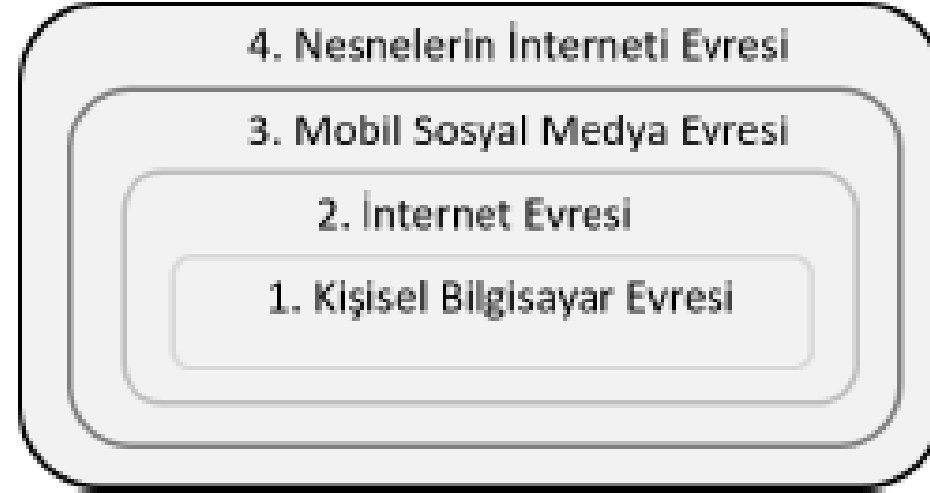 4. Nesnelerin İnterneti Evresi
3. Mobil Sosyal Medya Evresi
2. İnternet Evresi
1. Kişisel Bilgisayar Evresi